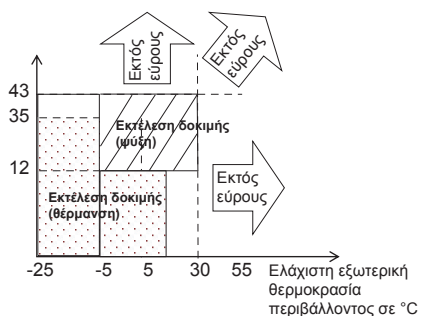 Εκτός
εύρους
Εκτός
εύρους
43
35
Εκτέλεση δοκιμής
(ψύξη)
12
Εκτός
εύρους
Εκτέλεση δοκιμής
(θέρμανση)
-25
-5
5
30
55
Ελάχιστη εξωτερική
θερμοκρασία
περιβάλλοντος σε °C